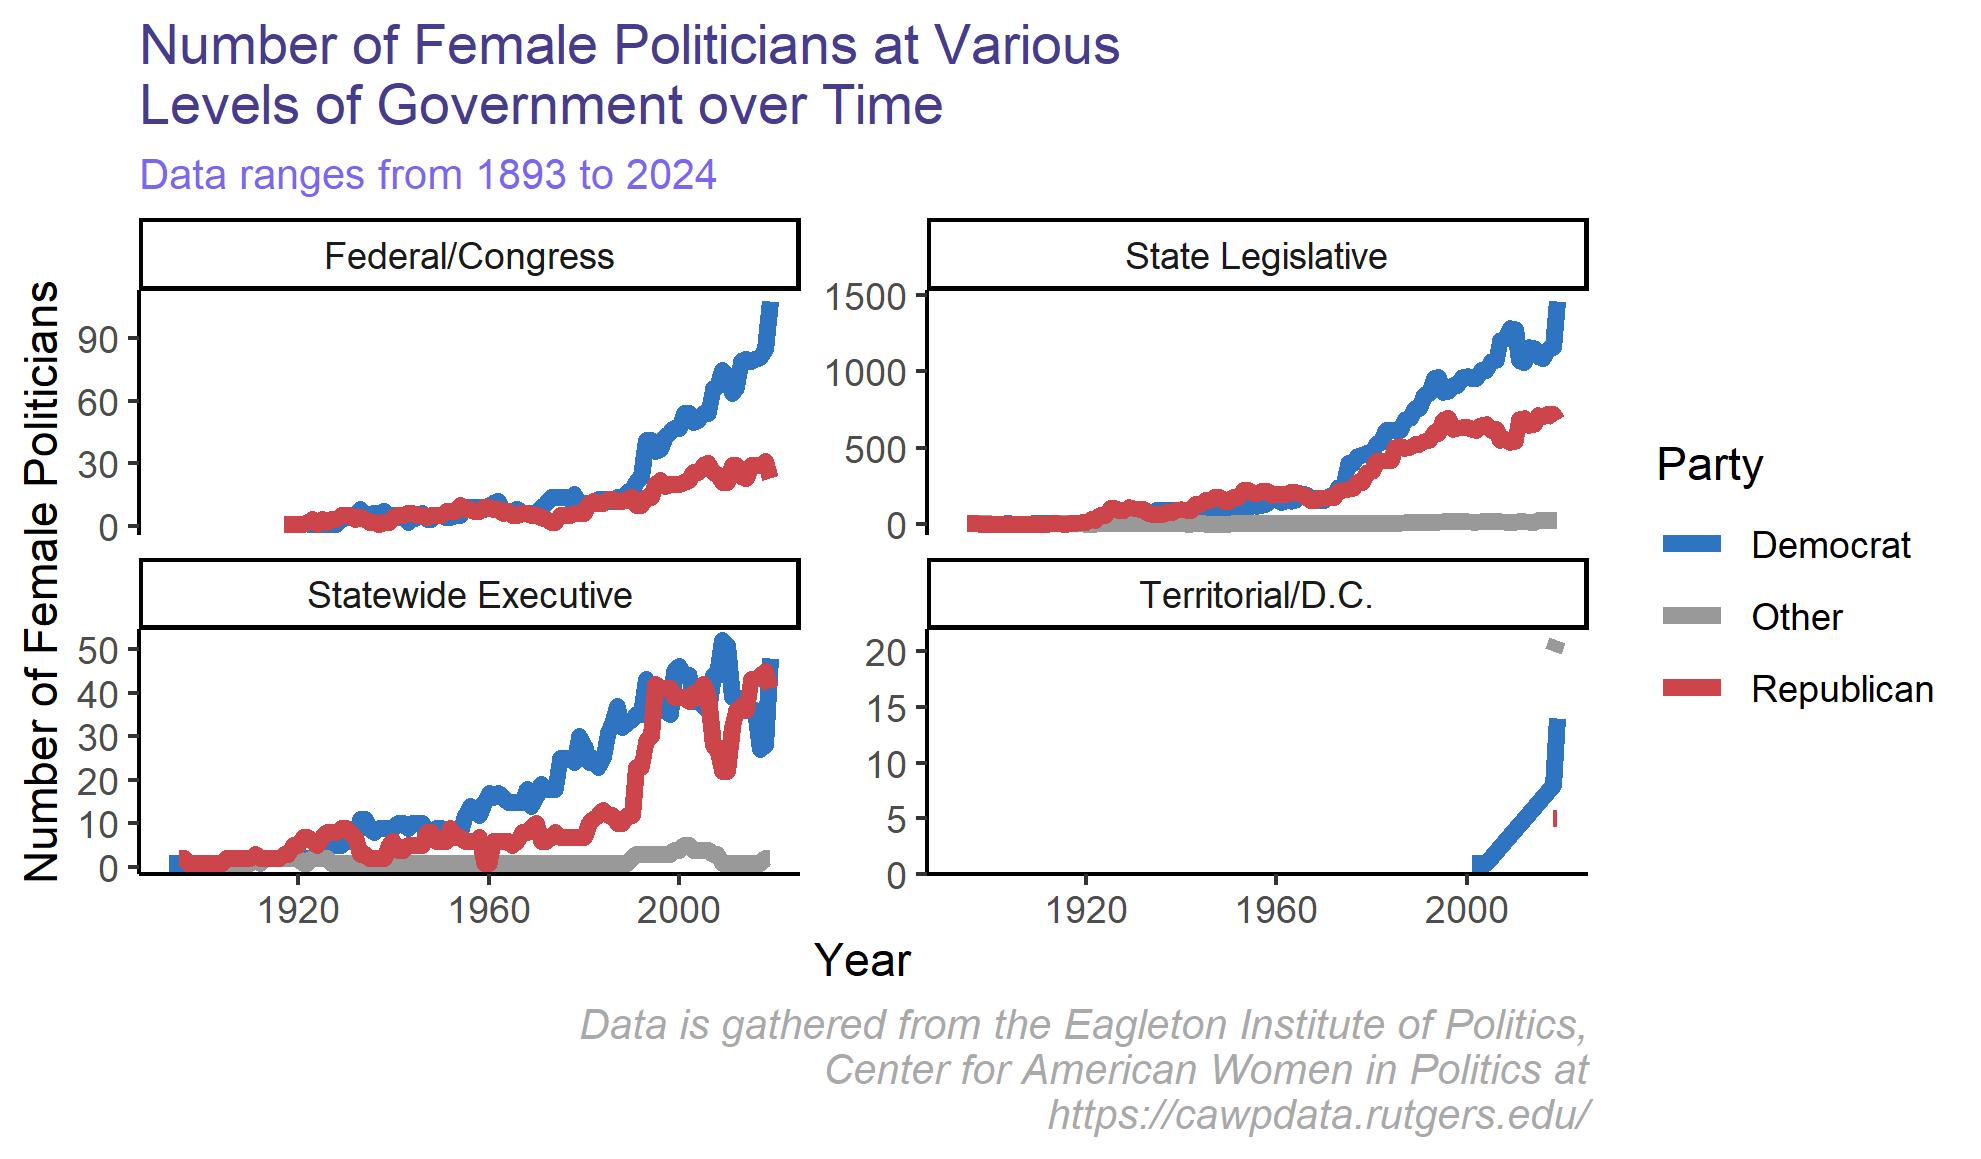 Number of Female Politicians at Various
Levels of Government over Time
Data ranges from 1893 to 2024
Number of Female Politicians
Federal/Congress
90
60
30
0
State Legislative
1500
1000
500
0
Statewide Executive
50
40
30
20
10
0
1920
1960
2000
Territorial/D.C.
20
15
10
5
0
1920
1960
2000
Year
Party
Democrat
Other
Republican
Data is gathered from the Eagleton Institute of Politics,
Center for American Women in Politics at
https://cawpdata.rutgers.edu/